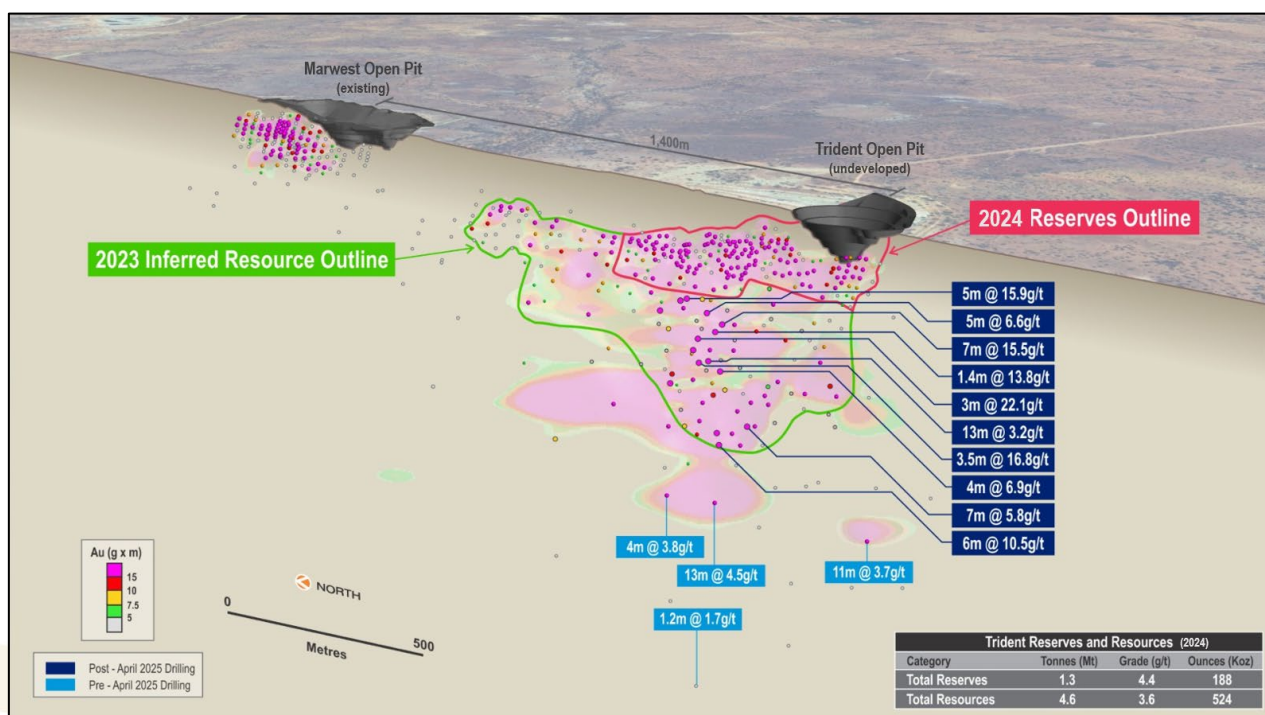 Marwest Open Pit
(existing)
1,400m
Trident Open Pit
(undeveloped)
2024 Reserves Outline
2023 Inferred Resource Outline
5m @ 15.9g/t
5m @ 6.6g/t
7m @ 15.5g/t
1.4m @ 13.8g/t
3m @ 22.1g/t
13m @ 3.2g/t
3.5m @ 16.8g/t
4m @ 6.9g/t
7m @ 5.8g/t
6m @ 10.5g/t
4m @ 3.8g/t
13m @ 4.5g/t
11m @ 3.7g/t
1.2m @ 1.7g/t
Au (g x m)
15
10
7.5
5
NORTH
0
500
Metres
Post - April 2025 Drilling
Pre - April 2025 Drilling
Trident Reserves and Resources (2024)
Category Tonnes (Mt) Grade (g/t) Ounces (Koz)
Total Reserves 1.3 4.4 188
Total Resources 4.6 3.6 524